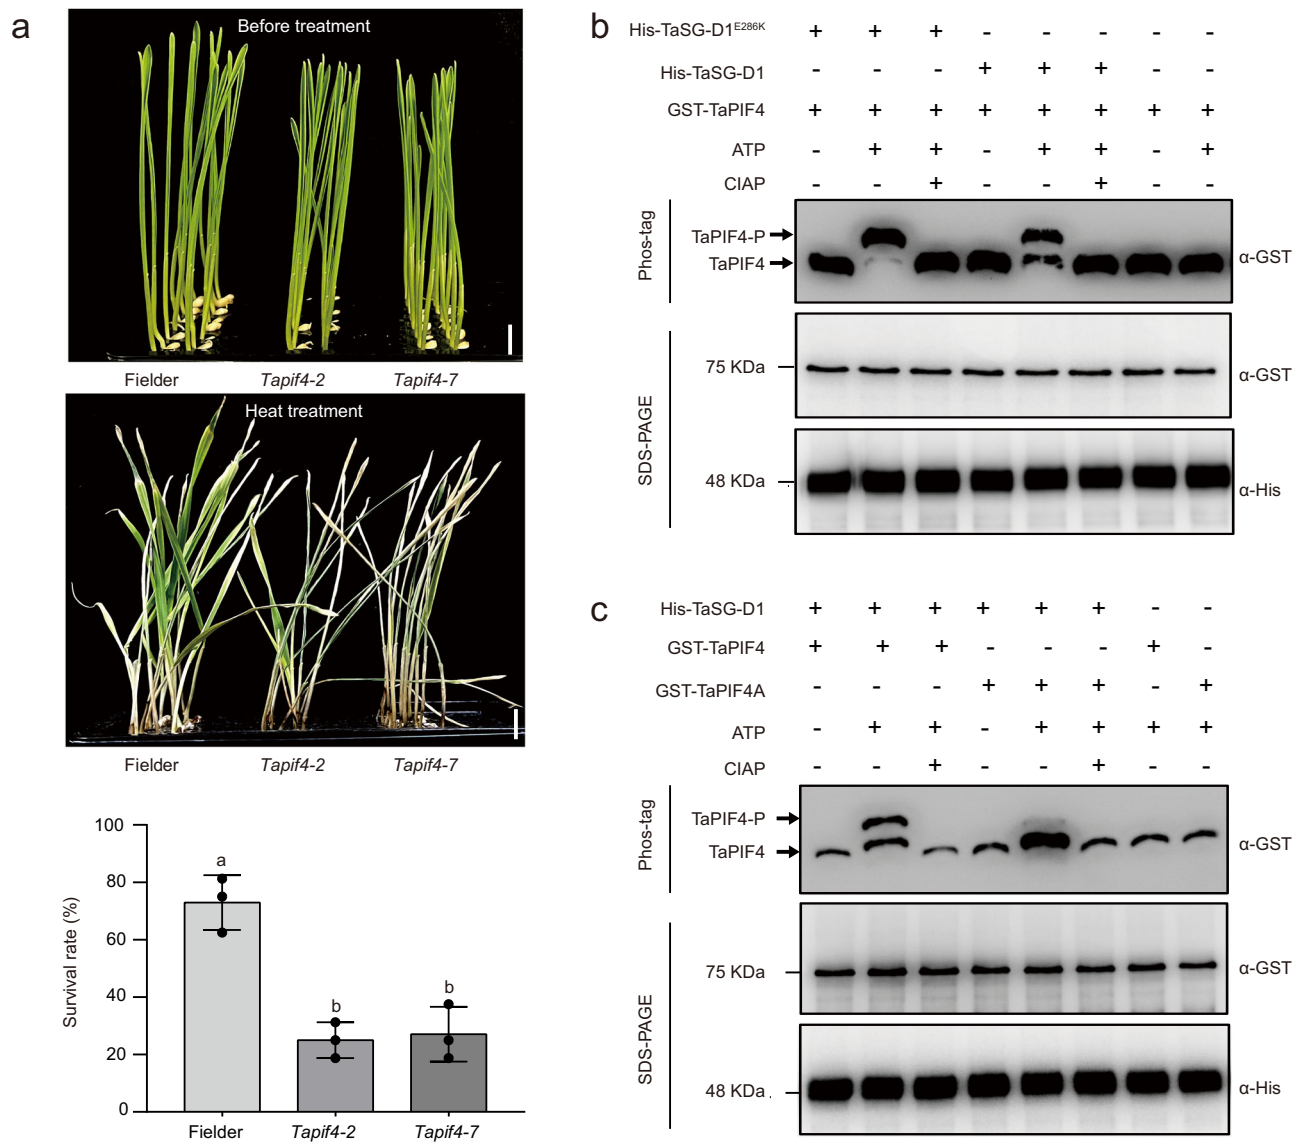 a
Before treatment
Fielder Tapif4-2 Tapif4-7
Heat treatment
Fielder Tapif4-2 Tapif4-7
Survival rate (%)
100
80
60
40
20
0
a
b
b
Fielder Tapif4-2 Tapif4-7
b
His-TaSG-D1E286K + + + - - - - -
His-TaSG-D1 - - - + + + - -
GST-TaPIF4 + + + + + + + +
ATP - + + - + + - +
CIAP - - + - - + - -
Phos-tag
TaPIF4-P
TaPIF4
α-GST
SDS-PAGE
75 KDa
α-GST
48 KDa
α-His
c
His-TaSG-D1 + + + + + + - -
GST-TaPIF4 + + + - - - + -
GST-TaPIF4A - - - + + + - +
ATP - + + - + + + +
CIAP - - + - - + - -
Phos-tag
TaPIF4-P
TaPIF4
α-GST
SDS-PAGE
75 KDa
α-GST
48 KDa
α-His